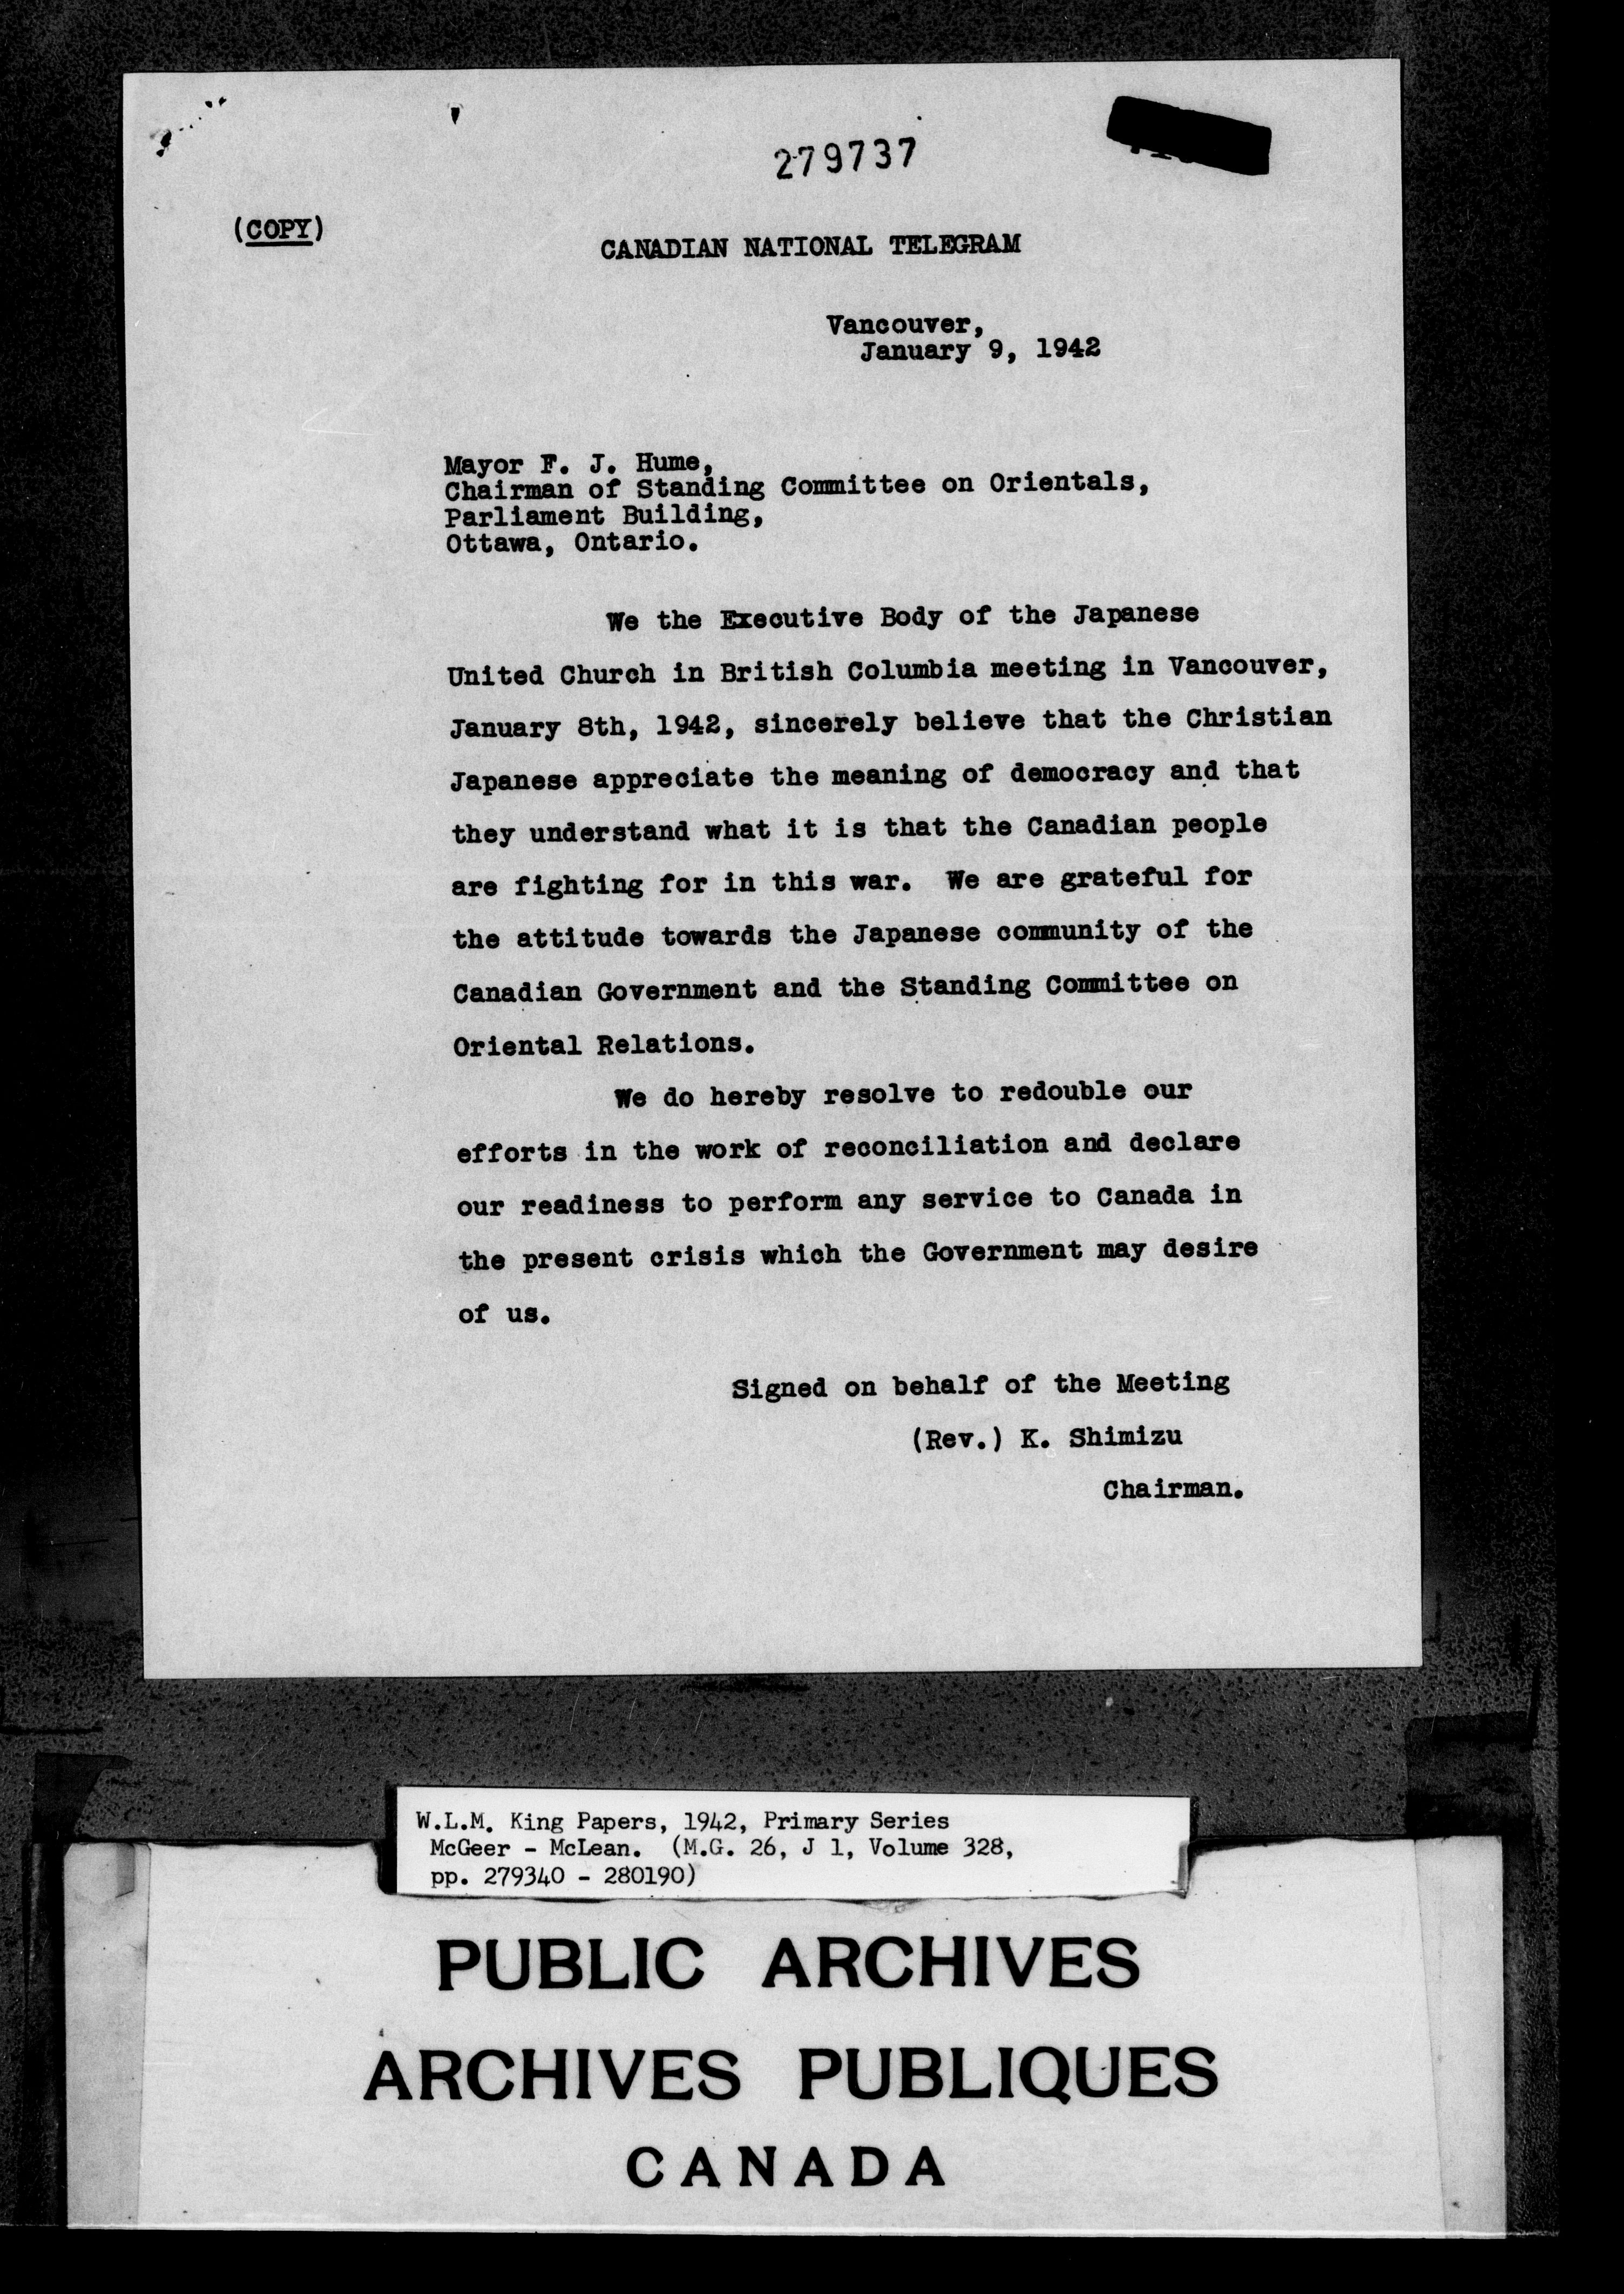 279737
(COPY)
CANADIAN NATIONAL TELEGRAM
Vancouver,
January 9, 1942
Mayor F. J. Hume,
Chairman of Standing Committee on Orientals,
Parliament Building,
Ottawa, Ontario.
We the Executive Body of the Japanese
United Church in British Columbia meeting in Vancouver,
January 8th, 1942, sincerely believe that the Christian
Japanese appreciate the meaning of democracy and that
they understand what it is that the Canadian people
are fighting for in this war. We are grateful for
the attitude towards the Japanese community of the
Canadian Government and the Standing Committee on
Oriental Relations.
We do hereby resolve to redouble our
efforts in the work of reconciliation and declare
our readiness to perform any service to Canada in
the present crisis which the Government may desire
of us.
Signed on behalf of the Meeting
(Rev.) K. Shimizu
Chairman.
W.L.M. King Papers, 1942, Primary Series
McGeer - McLean. (M.G. 26, J 1, Volume 328,
pp. 279340 - 280190)
PUBLIC ARCHIVES
ARCHIVES PUBLIQUES
CANADA